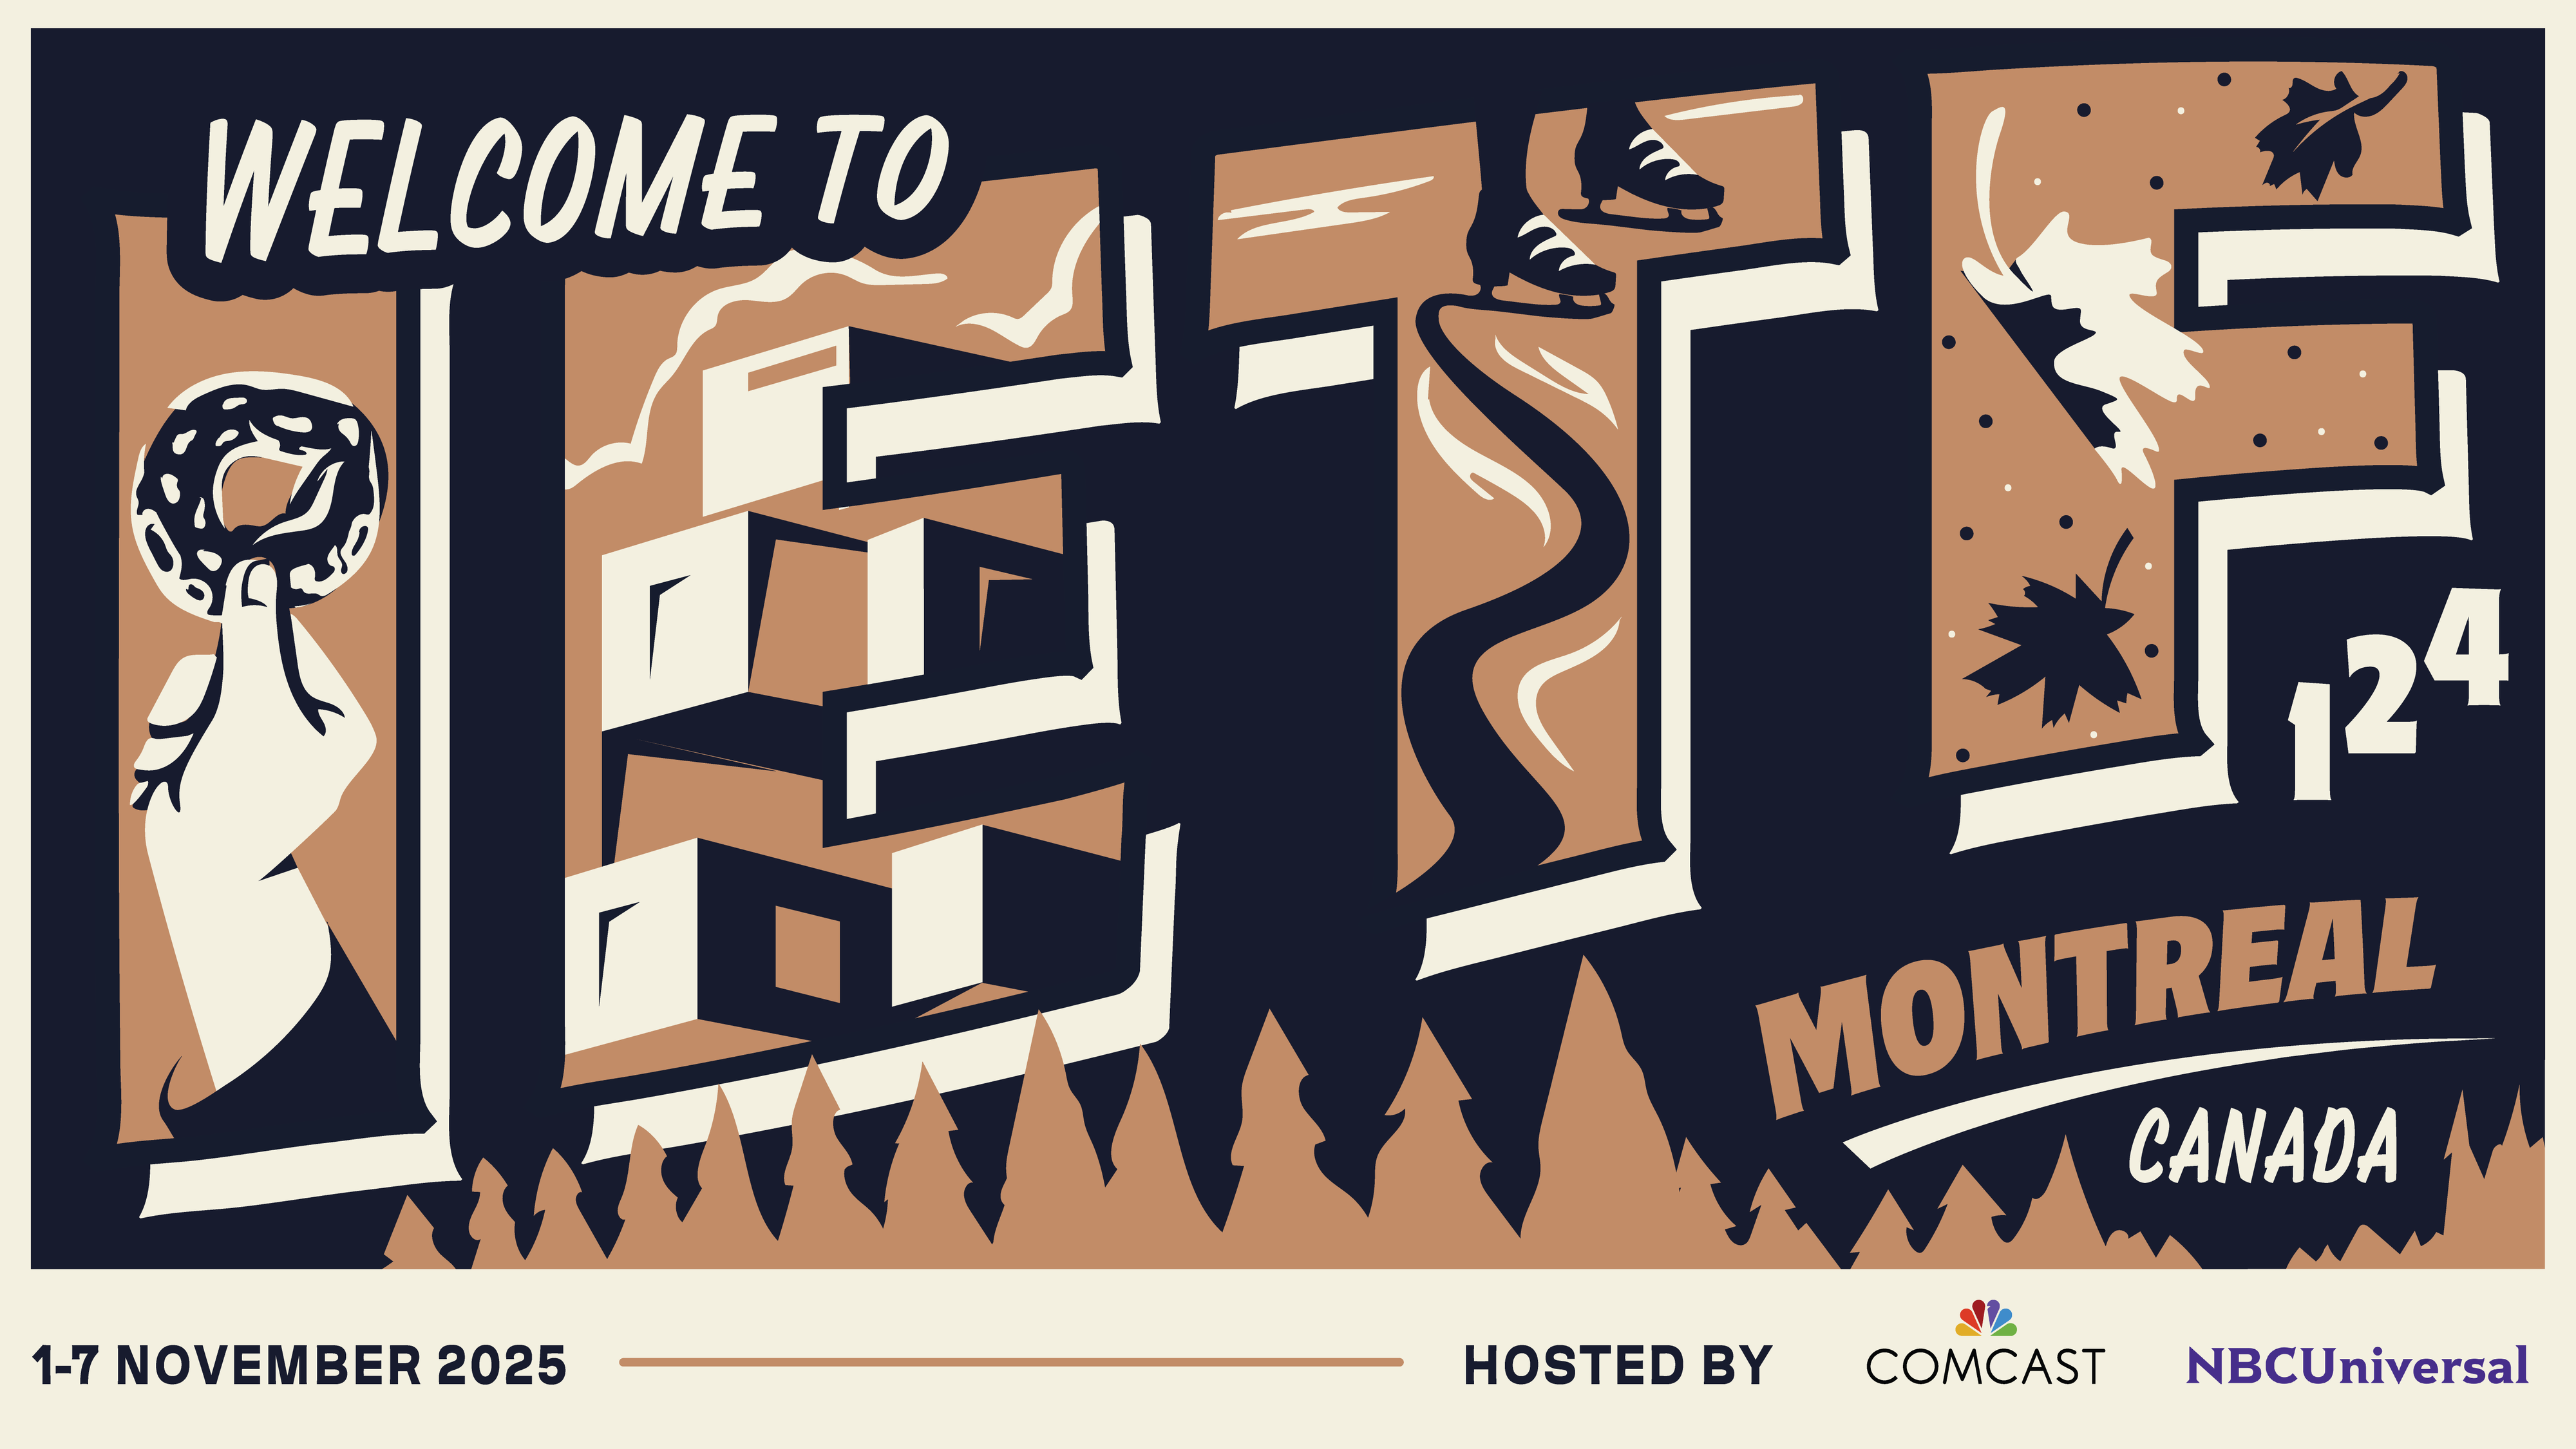 WELCOME TO
IETF
124
MONTREAL
CANADA
1-7 NOVEMBER 2025
HOSTED BY
COMCAST
NBCUniversal